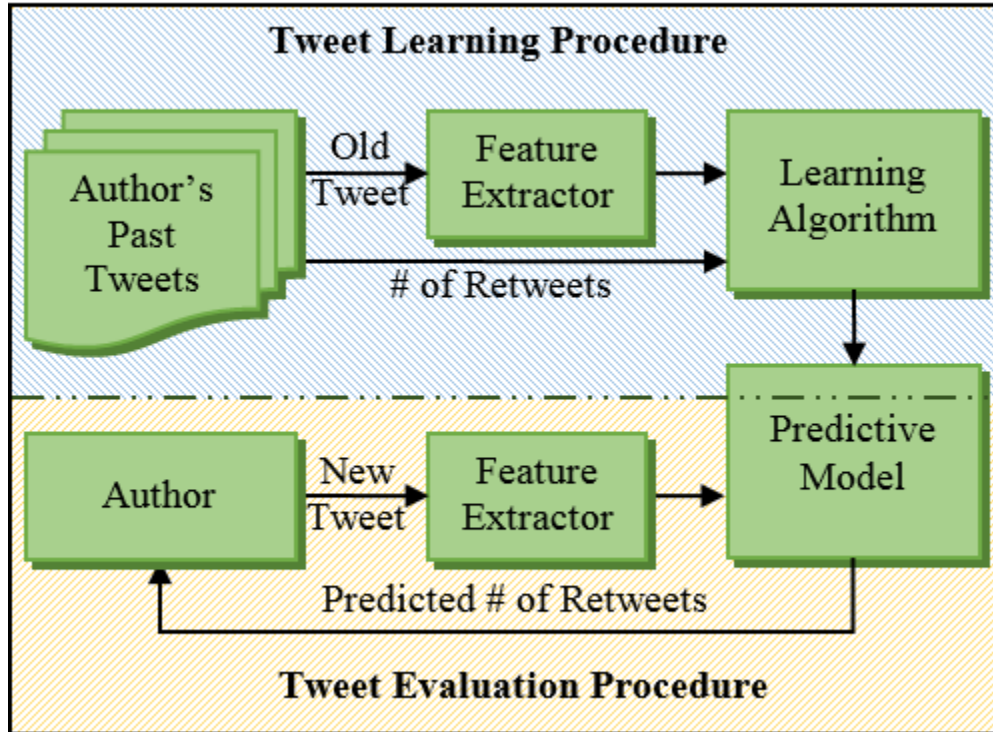 Tweet Learning Procedure
Author's
Past
Tweets
Old
Tweet
Feature
Extractor
Learning
Algorithm
# of Retweets
Predictive
Model
Author
New
Tweet
Feature
Extractor
Predicted # of Retweets
Tweet Evaluation Procedure